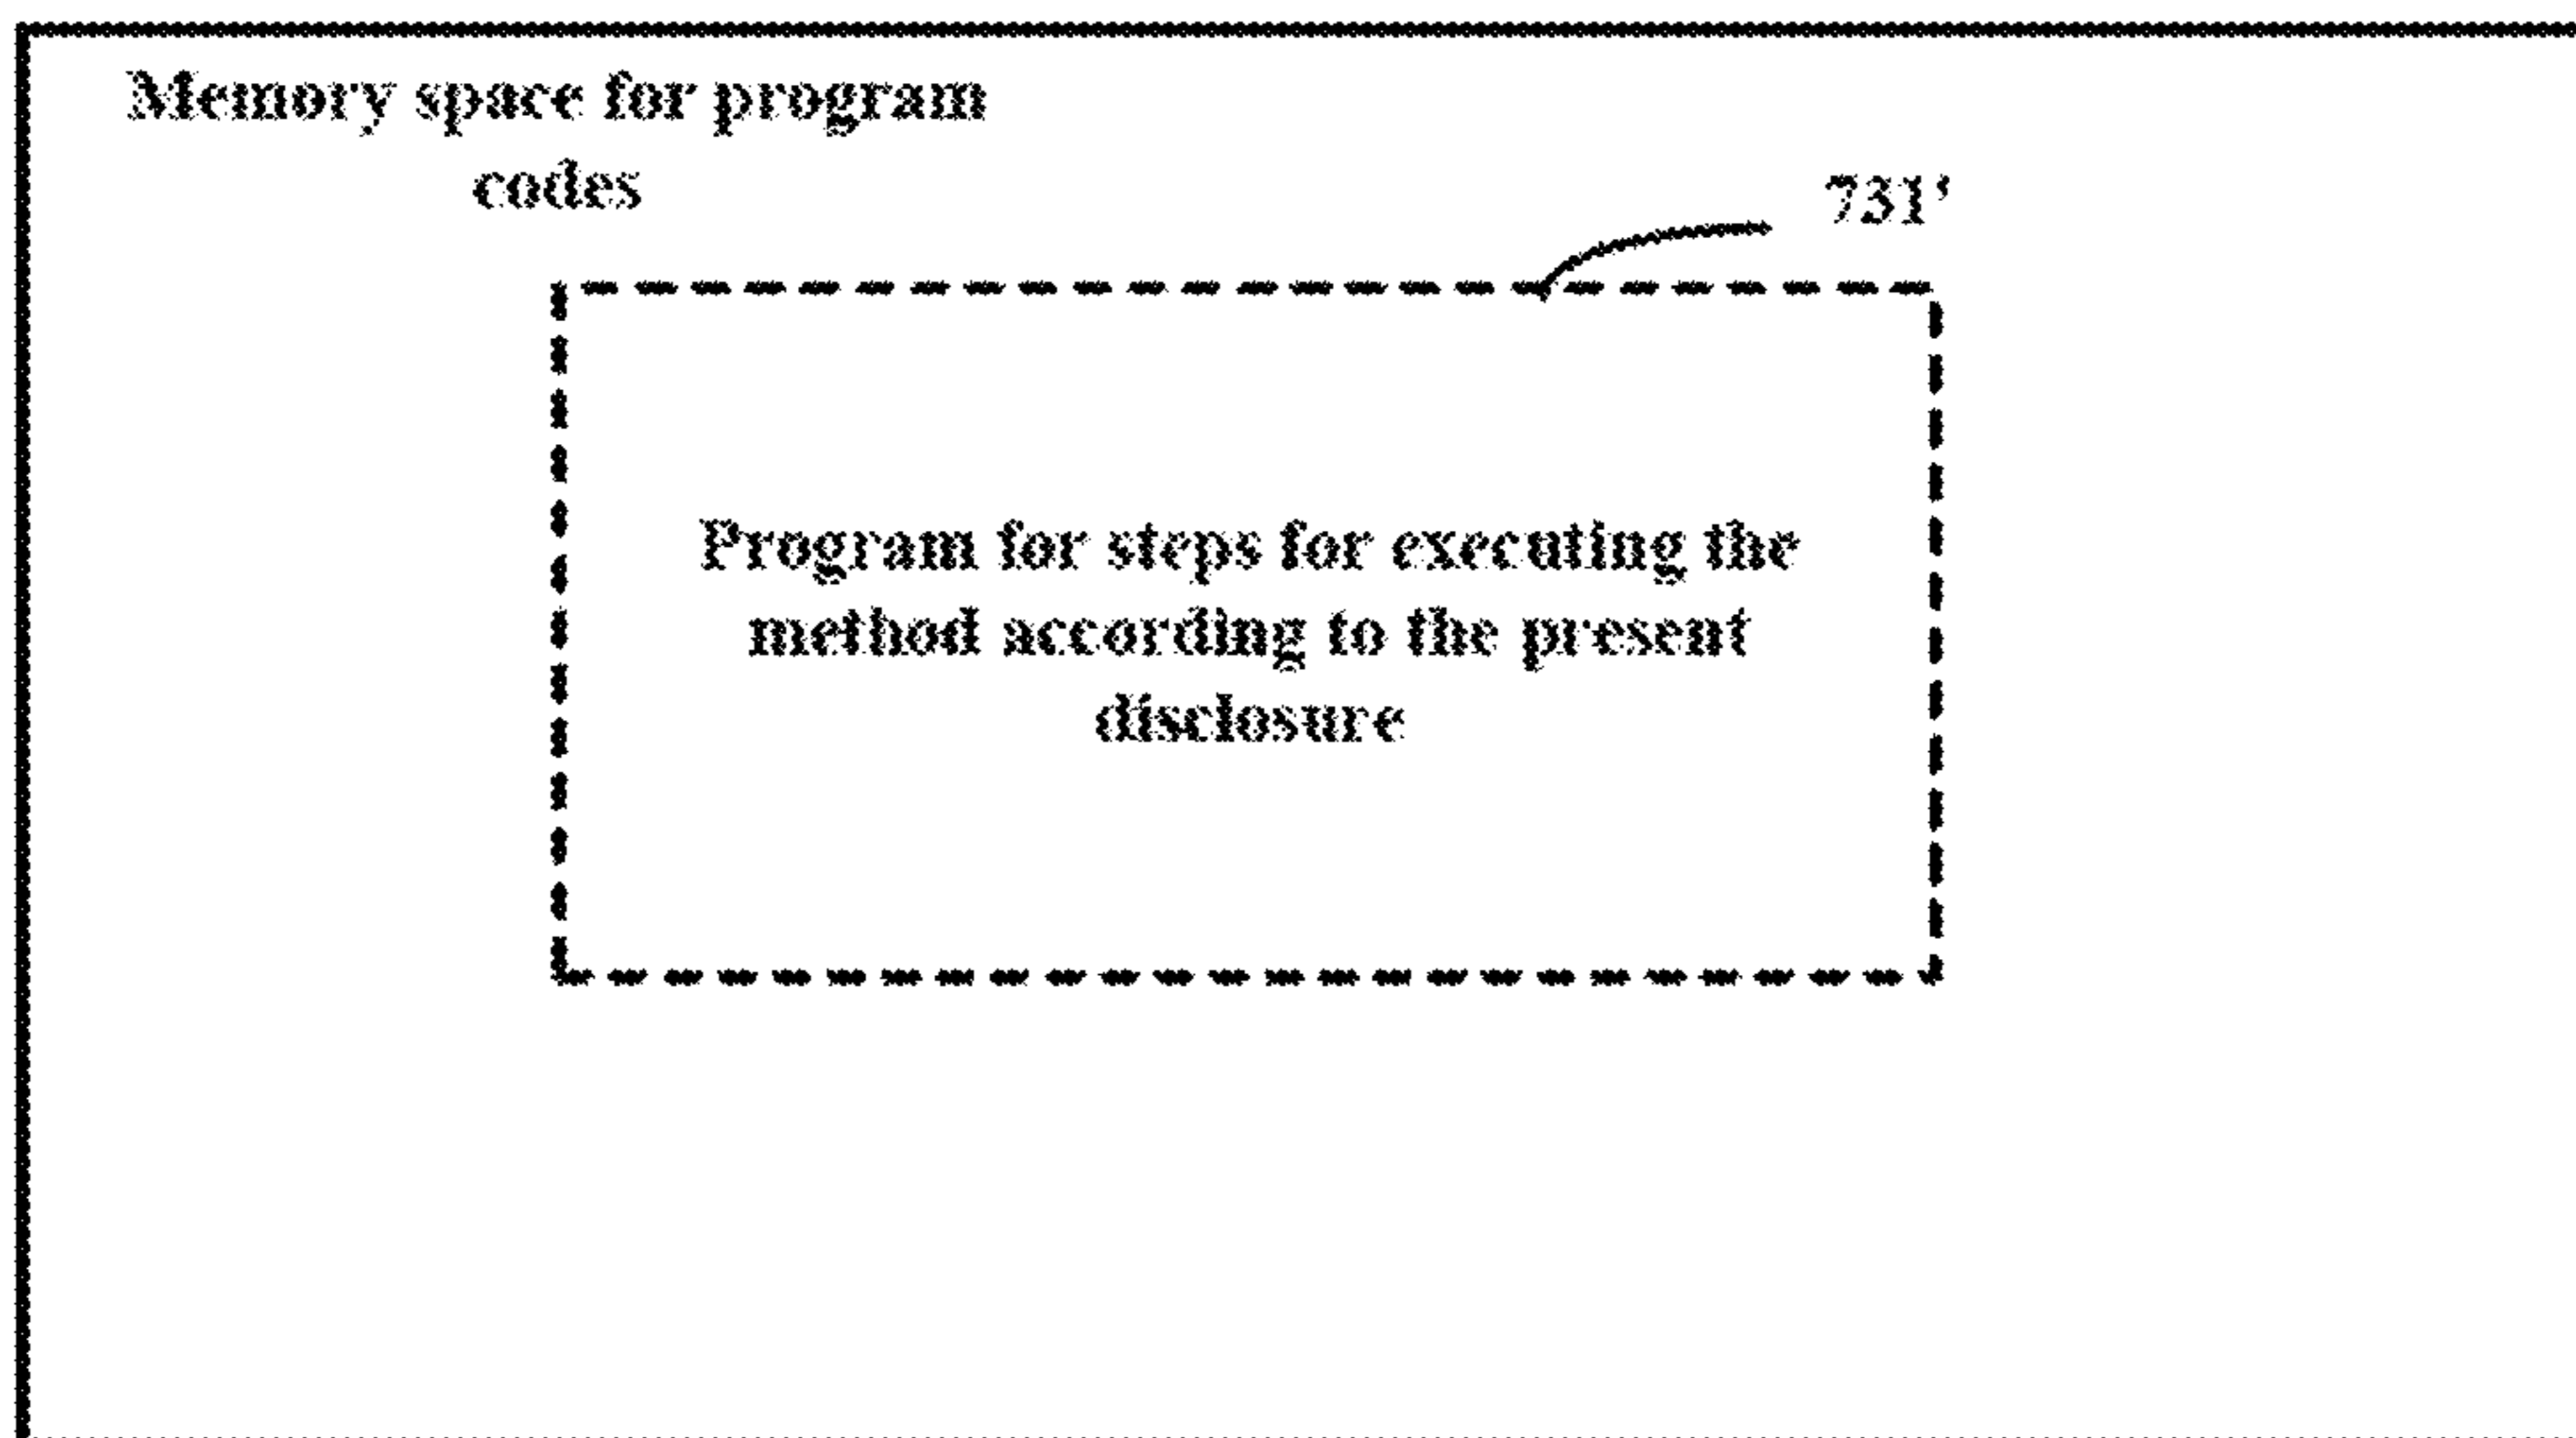 Memory space for program
codes
731'
Program for steps for executing the
method according to the present
disclosure